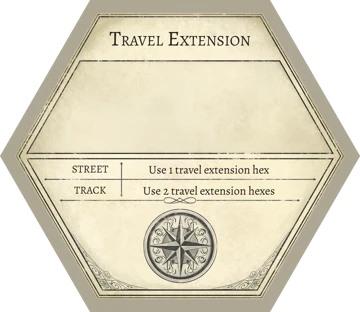 Travel Extension
STREET Use 1 travel extension hex
TRACK Use 2 travel extension hexes